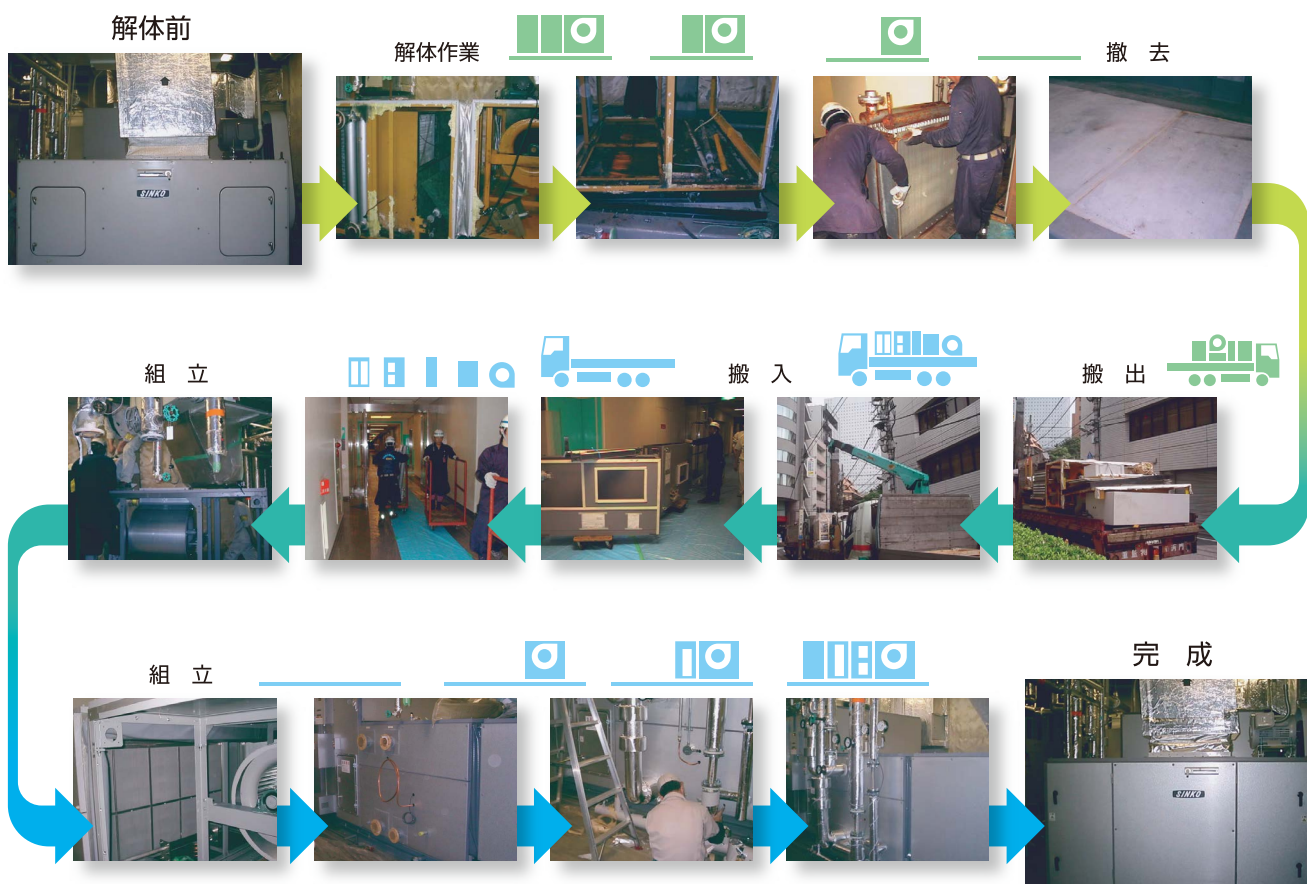 解体前
解体作業
撤 去
SINKO
組 立
搬 入
搬 出
組 立
完 成
SINKO